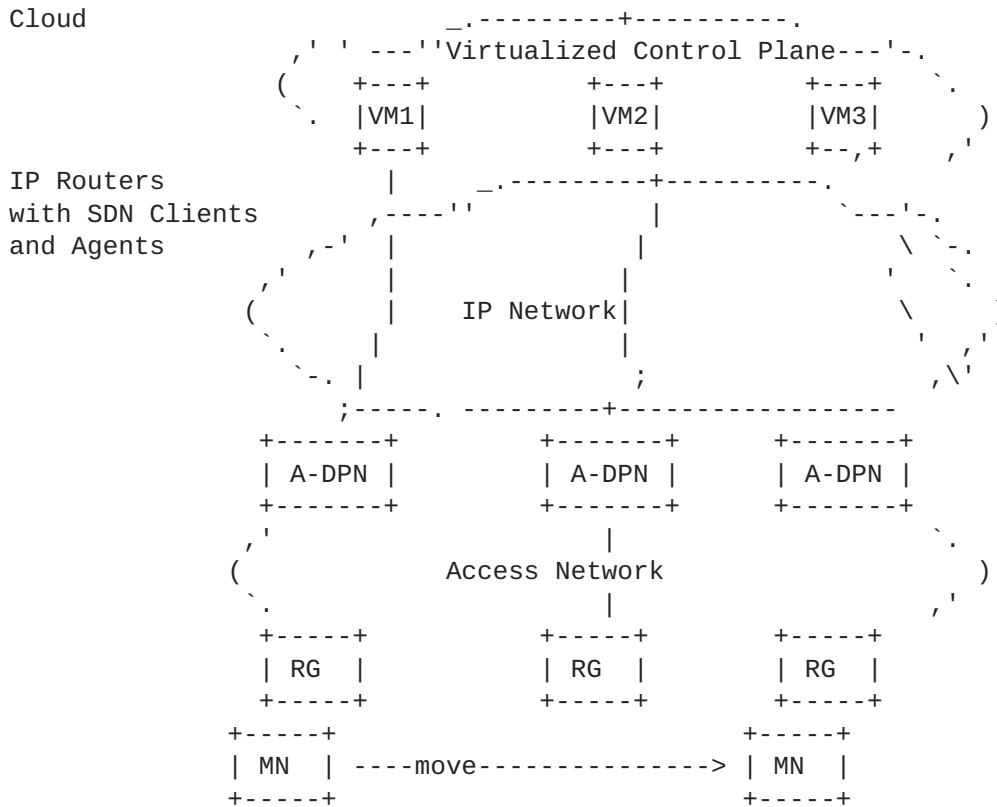 Cloud
Virtualized Control Plane
VM1 VM2 VM3
IP Routers
with SDN Clients
and Agents
IP Network
A-DPN A-DPN A-DPN
Access Network
RG RG RG
MN ----move---------------> MN